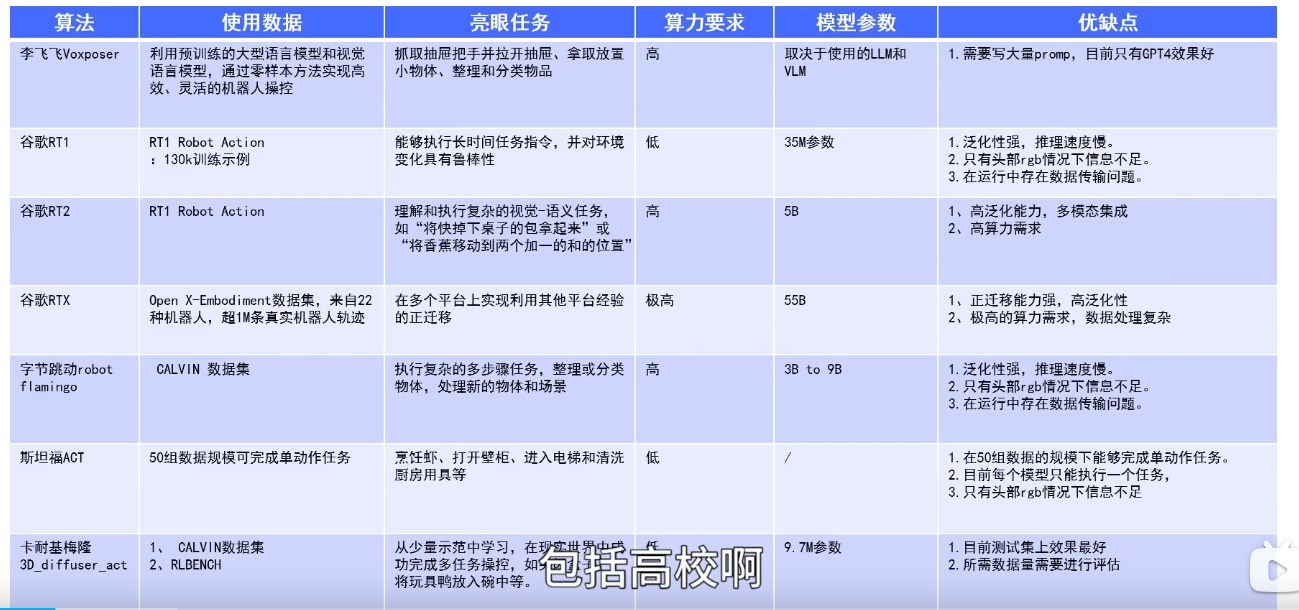 算法 使用数据 亮眼任务 算力要求 模型参数 优缺点
李飞飞Voxposer
利用预训练的大型语言模型和视觉
语言模型，通过零样本方法实现高
效、灵活的机器人操控
抓取抽屉把手并拉开抽屉、拿取放置
小物体、整理和分类物品
高
取决于使用的LLM和
VLM
1.需要写大量promp，目前只有GPT4效果好
谷歌RT1
RT1 Robot Action
：130k训练示例
能够执行长时间任务指令，并对环境
变化具有鲁棒性
低
35M参数
1.泛化性强，推理速度慢。
2.只有头部rgb情况下信息不足。
3.在运行中存在数据传输问题。
谷歌RT2
RT1 Robot Action
理解和执行复杂的视觉-语义任务，
如“将快掉下桌子的包拿起来”或
“将香蕉移动到两个加一的和的位置”
高
5B
1、高泛化能力，多模态集成
2、高算力需求
谷歌RTX
Open X-Embodiment数据集，来自22
种机器人，超1M条真实机器人轨迹
在多个平台上实现利用其他平台经验
的正迁移
极高
55B
1、正迁移能力强，高泛化性
2、极高的算力需求，数据处理复杂
字节跳动robot
flamingo
CALVIN 数据集
执行复杂的多步骤任务，整理或分类
物体，处理新的物体和场景
高
3B to 9B
1.泛化性强，推理速度慢。
2.只有头部rgb情况下信息不足。
3.在运行中存在数据传输问题。
斯坦福ACT
50组数据规模可完成单动作任务
烹饪虾、打开壁柜、进入电梯和清洗
厨房用具等
低
/
1.在50组数据的规模下能够完成单动作任务。
2.目前每个模型只能执行一个任务，
3.只有头部rgb情况下信息不足
卡耐基梅隆
3D_diffuser_act
1、 CALVIN数据集
2、RLBENCH
从少量示范中学习，在现实世界中成
功完成多任务操控，如
将玩具鸭放入碗中等。
低
9.7M参数
1.目前测试集上效果最好
2.所需数据量需要进行评估
包括高校啊